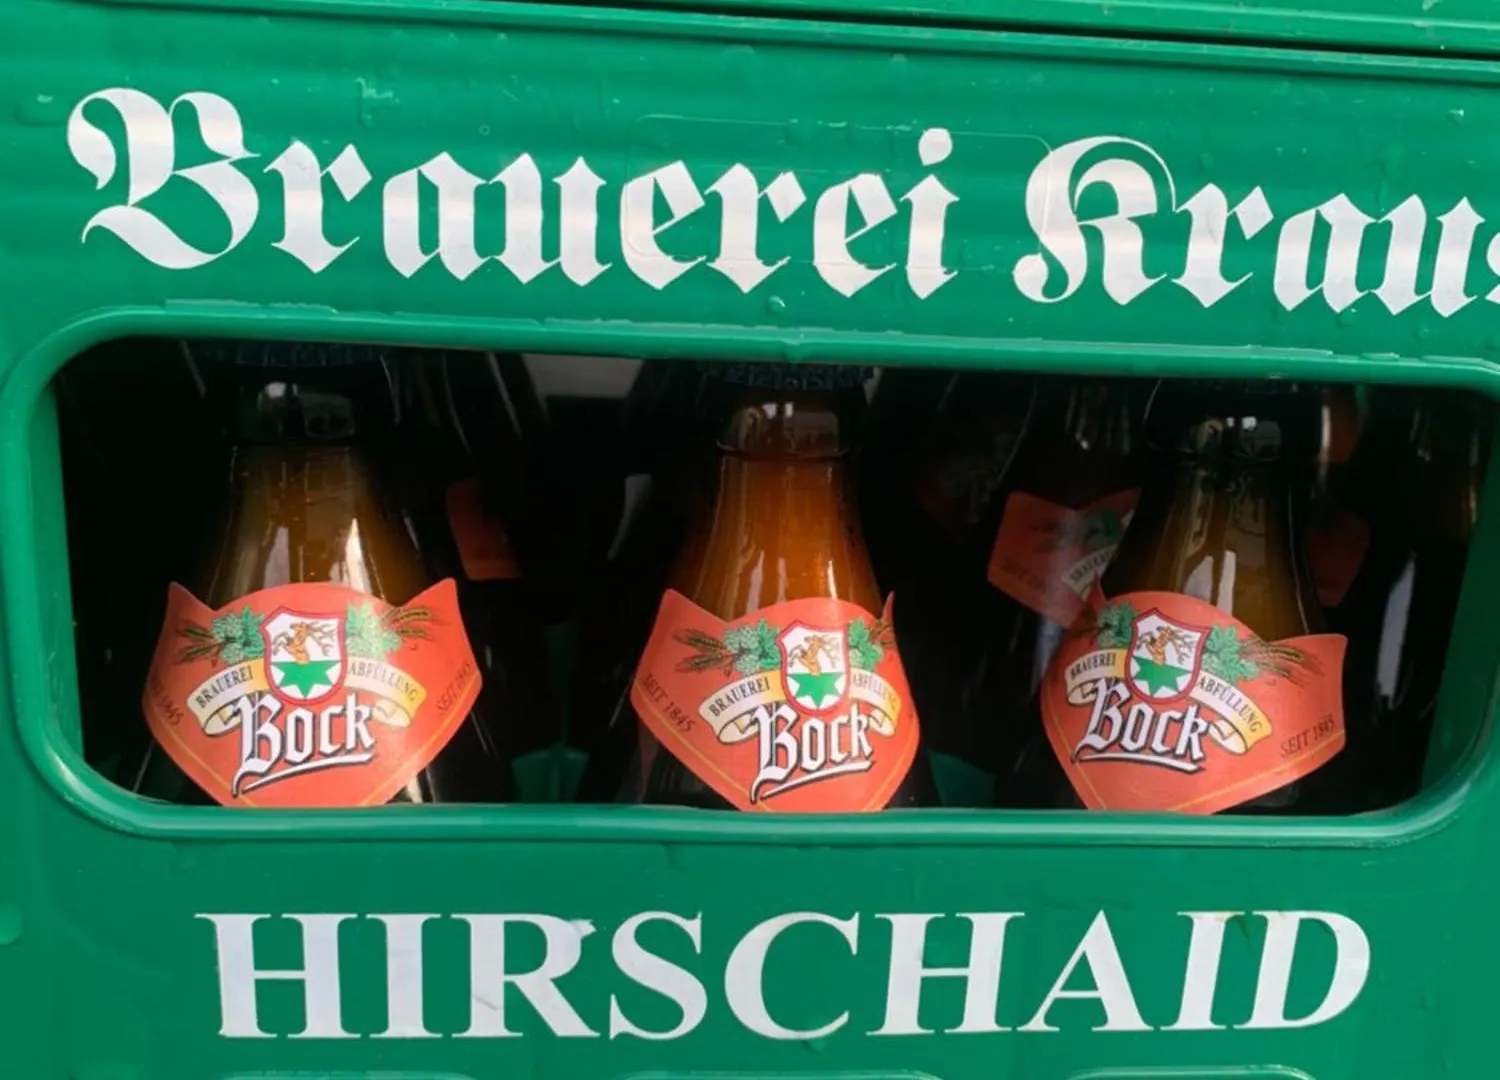 Brauerei Kraus
BRAUEREI ABFÜLLUNG
Bock
SEIT 1845
BRAUEREI ABFÜLLUNG
Bock
SEIT 1845
BRAUEREI ABFÜLLUNG
Bock
SEIT 1845
HIRSCHAID